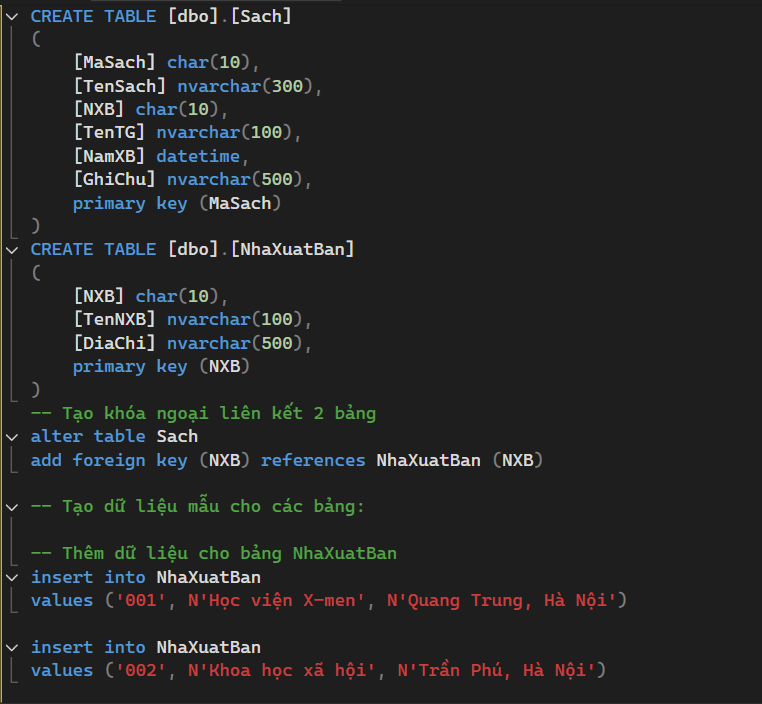 CREATE TABLE [dbo].[Sach]
(
    [MaSach] char(10),
    [TenSach] nvarchar(300),
    [NXB] char(10),
    [TenTG] nvarchar(100),
    [NamXB] datetime,
    [GhiChu] nvarchar(500),
    primary key (MaSach)
)
CREATE TABLE [dbo].[NhaXuatBan]
(
    [NXB] char(10),
    [TenNXB] nvarchar(100),
    [DiaChi] nvarchar(500),
    primary key (NXB)
)
-- Tạo khóa ngoại liên kết 2 bảng
alter table Sach
add foreign key (NXB) references NhaXuatBan (NXB)
-- Tạo dữ liệu mẫu cho các bảng:
-- Thêm dữ liệu cho bảng NhaXuatBan
insert into NhaXuatBan
values ('001', N'Học viện X-men', N'Quang Trung, Hà Nội')
insert into NhaXuatBan
values ('002', N'Khoa học xã hội', N'Trần Phú, Hà Nội')